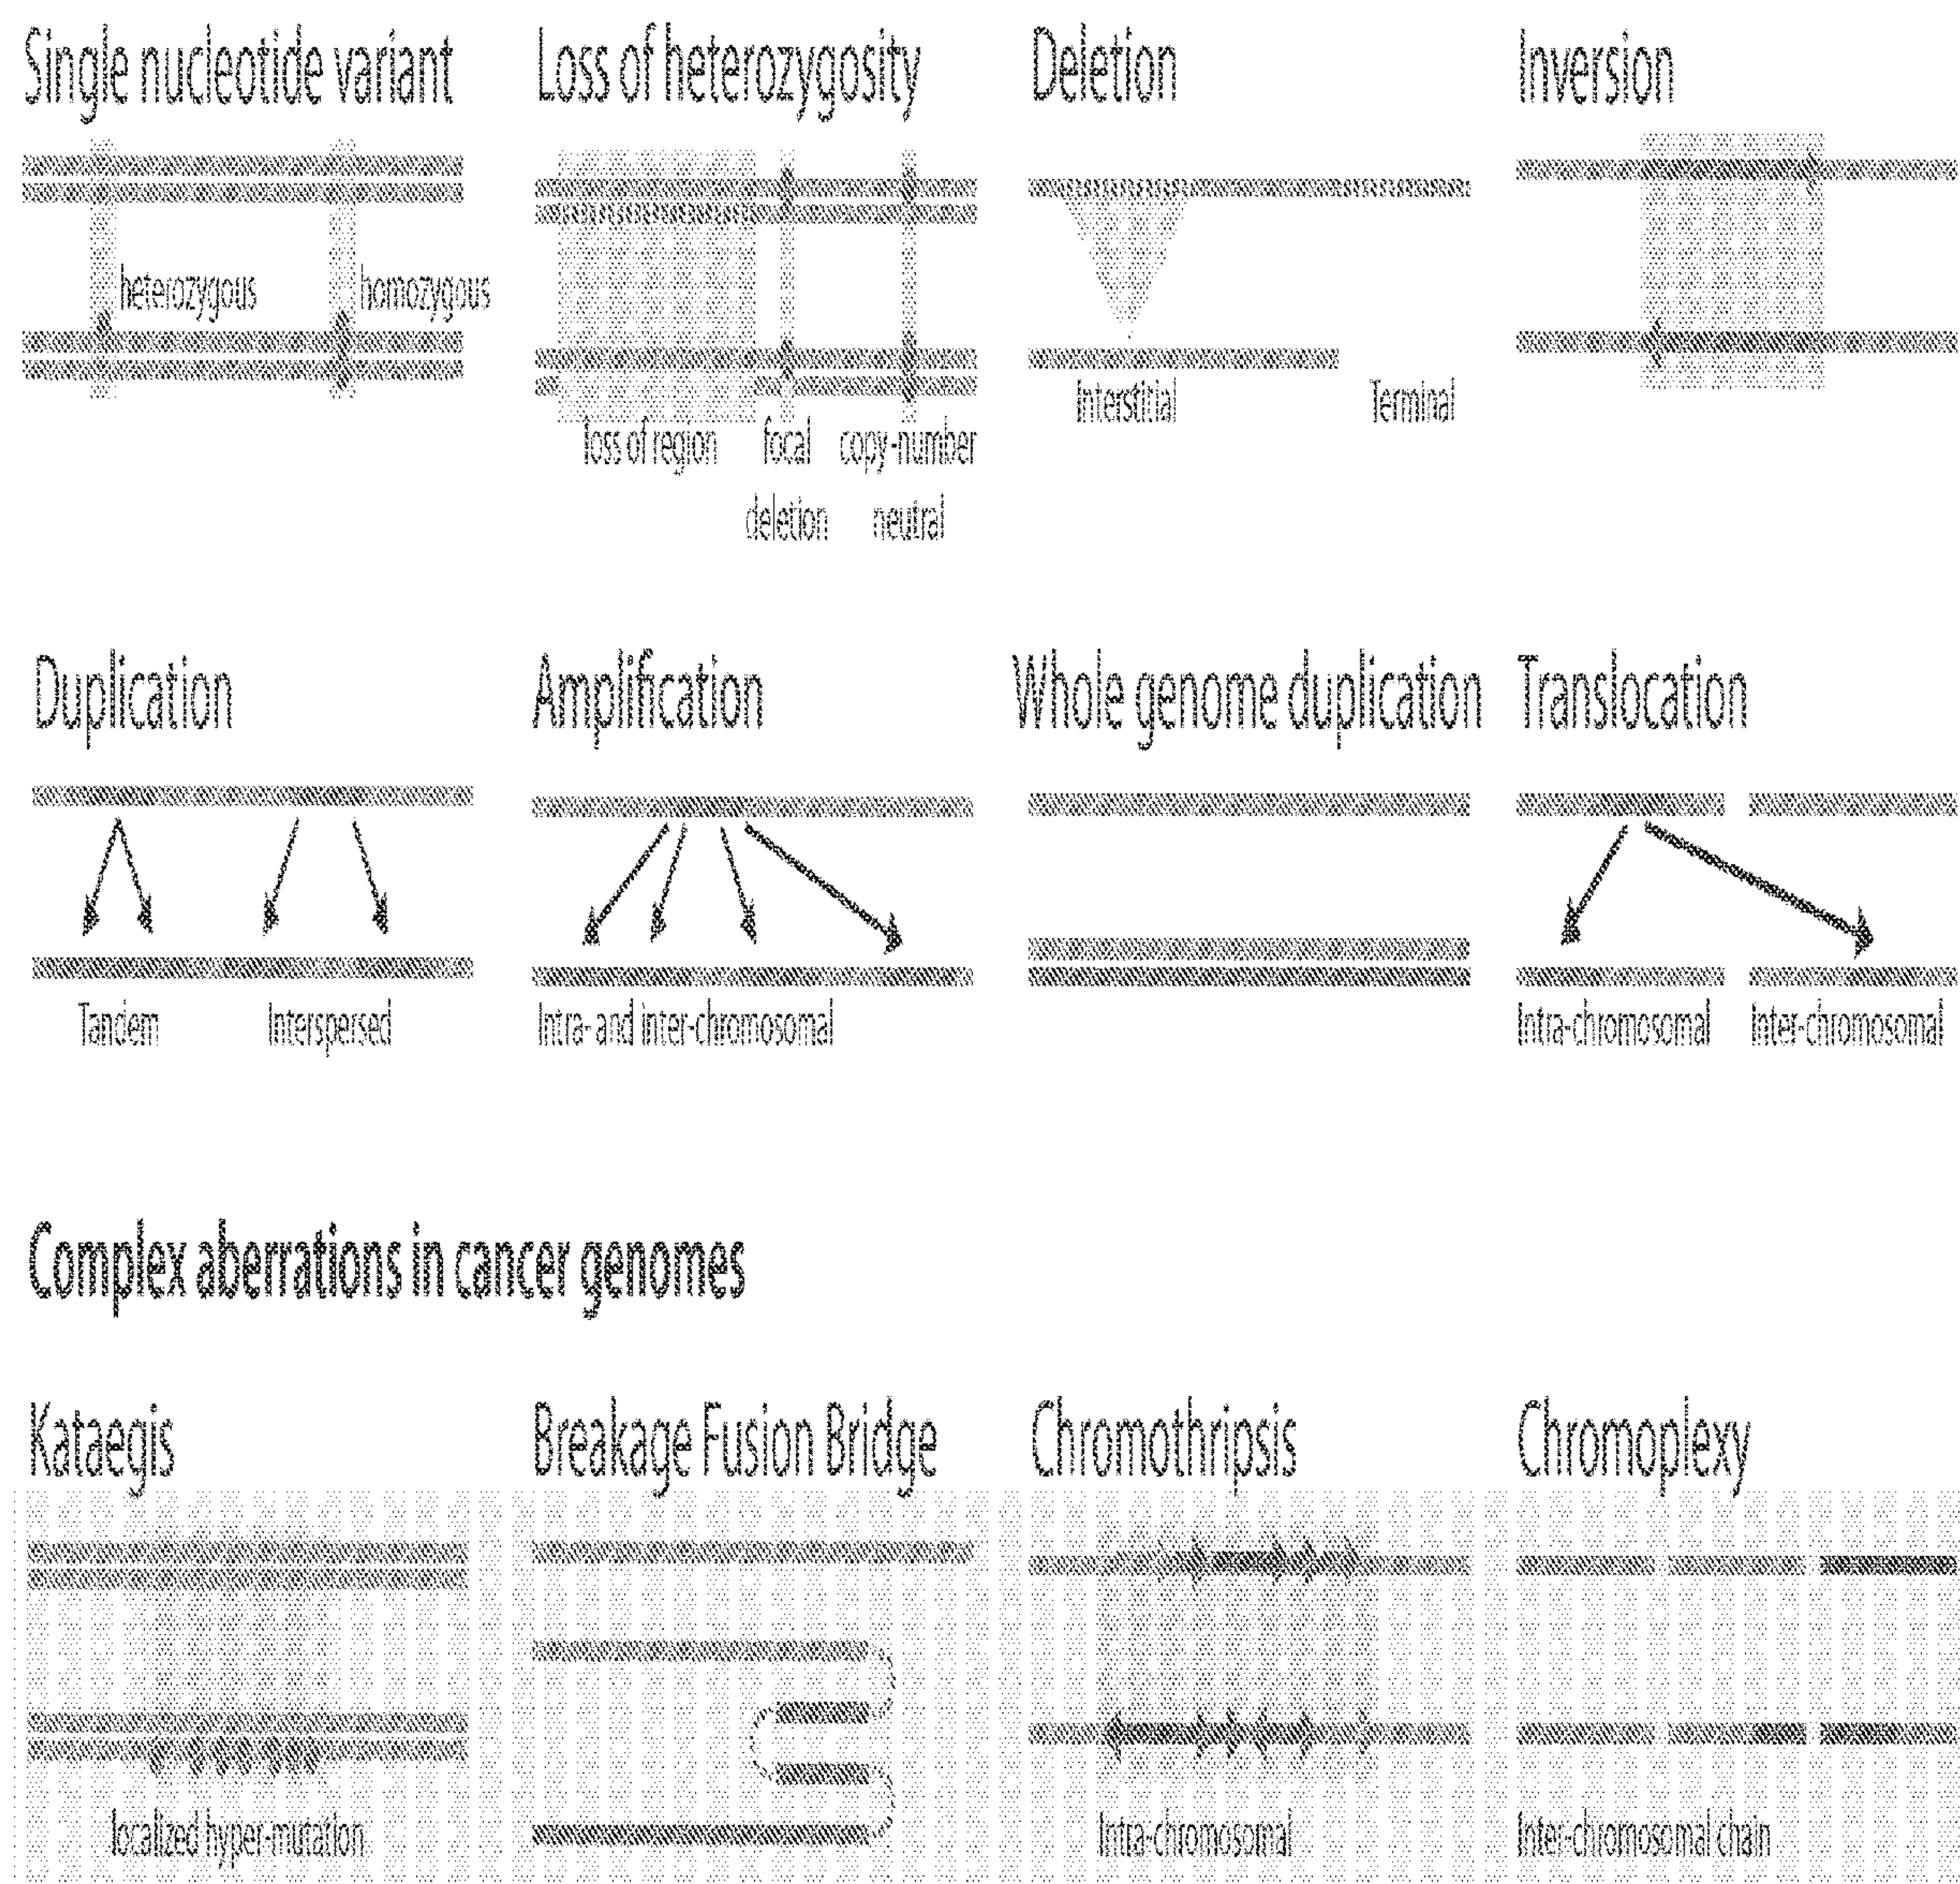 Single nucleotide variant
Loss of heterozygosity
Deletion
Inversion
heterozygous
homozygous
loss of region
focal
deletion
copy-number
neutral
Interstitial
Terminal
Duplication
Amplification
Whole genome duplication
Translocation
Tandem
Interspersed
Intra- and inter-chromosomal
Intra-chromosomal
Inter-chromosomal
Complex aberrations in cancer genomes
Kataegis
Breakage Fusion Bridge
Chromothripsis
Chromoplexy
localized hyper-mutation
Intra-chromosomal
Inter-chromosomal chain